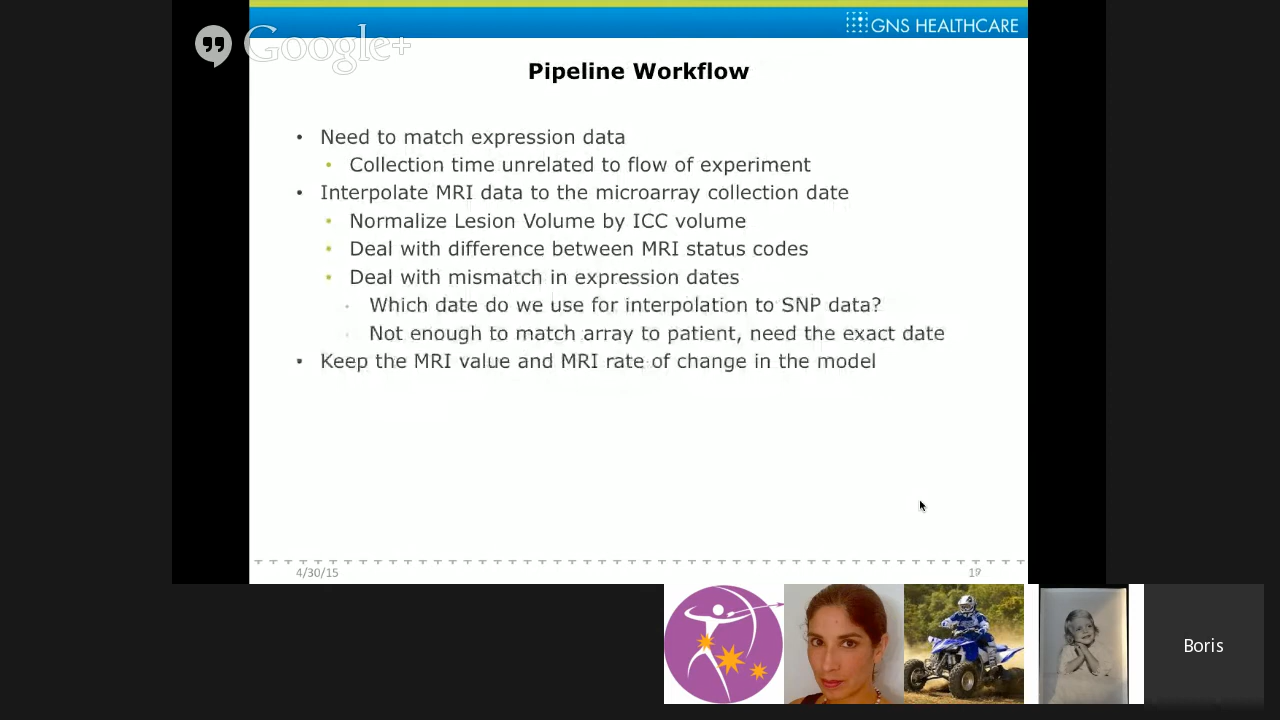 GNS HEALTHCARE
Google+
Pipeline Workflow
• Need to match expression data
• Collection time unrelated to flow of experiment
• Interpolate MRI data to the microarray collection date
• Normalize Lesion Volume by ICC volume
• Deal with difference between MRI status codes
• Deal with mismatch in expression dates
· Which date do we use for interpolation to SNP data?
· Not enough to match array to patient, need the exact date
• Keep the MRI value and MRI rate of change in the model
4/30/15
19
Boris